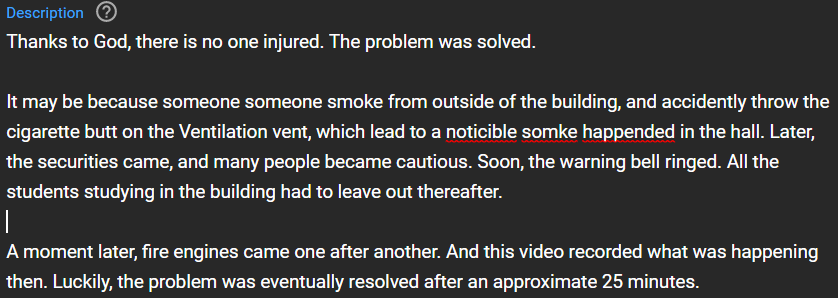 Description ?
Thanks to God, there is no one injured. The problem was solved.
It may be because someone someone smoke from outside of the building, and accidently throw the
cigarette butt on the Ventilation vent, which lead to a noticible somke happended in the hall. Later,
the securities came, and many people became cautious. Soon, the warning bell ringed. All the
students studying in the building had to leave out thereafter.
A moment later, fire engines came one after another. And this video recorded what was happening
then. Luckily, the problem was eventually resolved after an approximate 25 minutes.